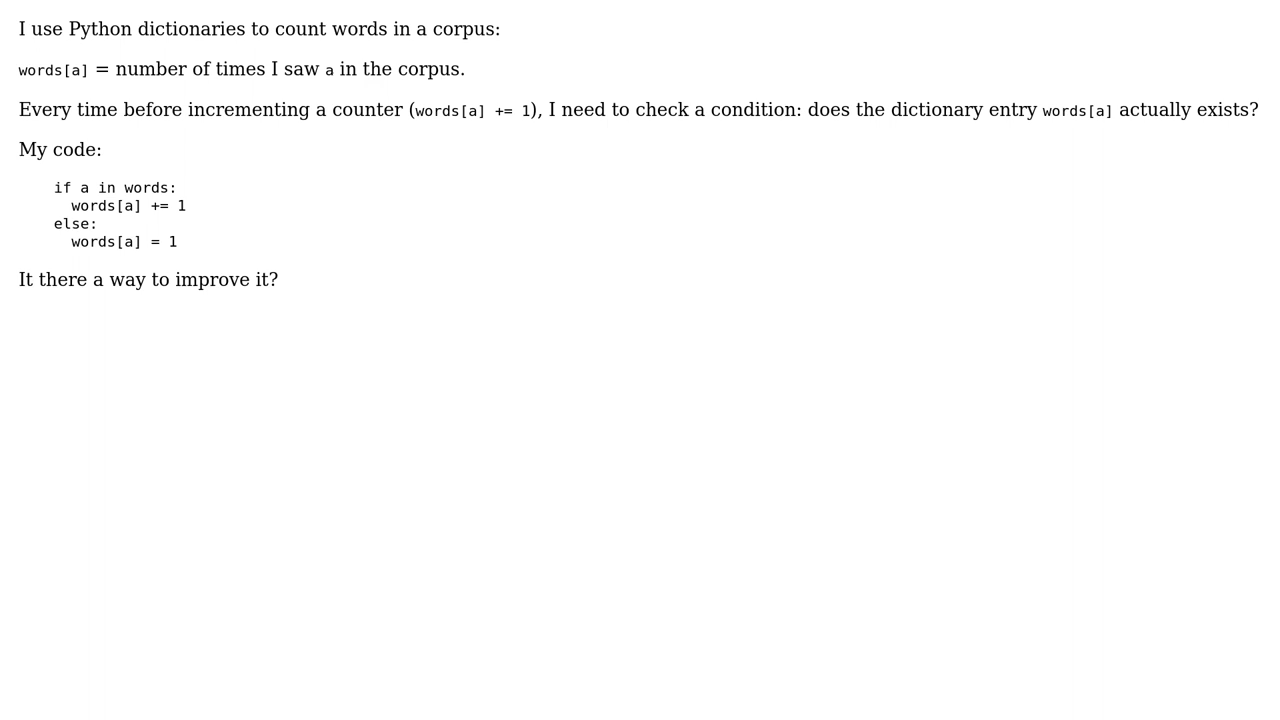 I use Python dictionaries to count words in a corpus:
words[a] = number of times I saw a in the corpus.
Every time before incrementing a counter (words[a] += 1), I need to check a condition: does the dictionary entry words[a] actually exists?
My code:
if a in words:
  words[a] += 1
else:
  words[a] = 1
It there a way to improve it?